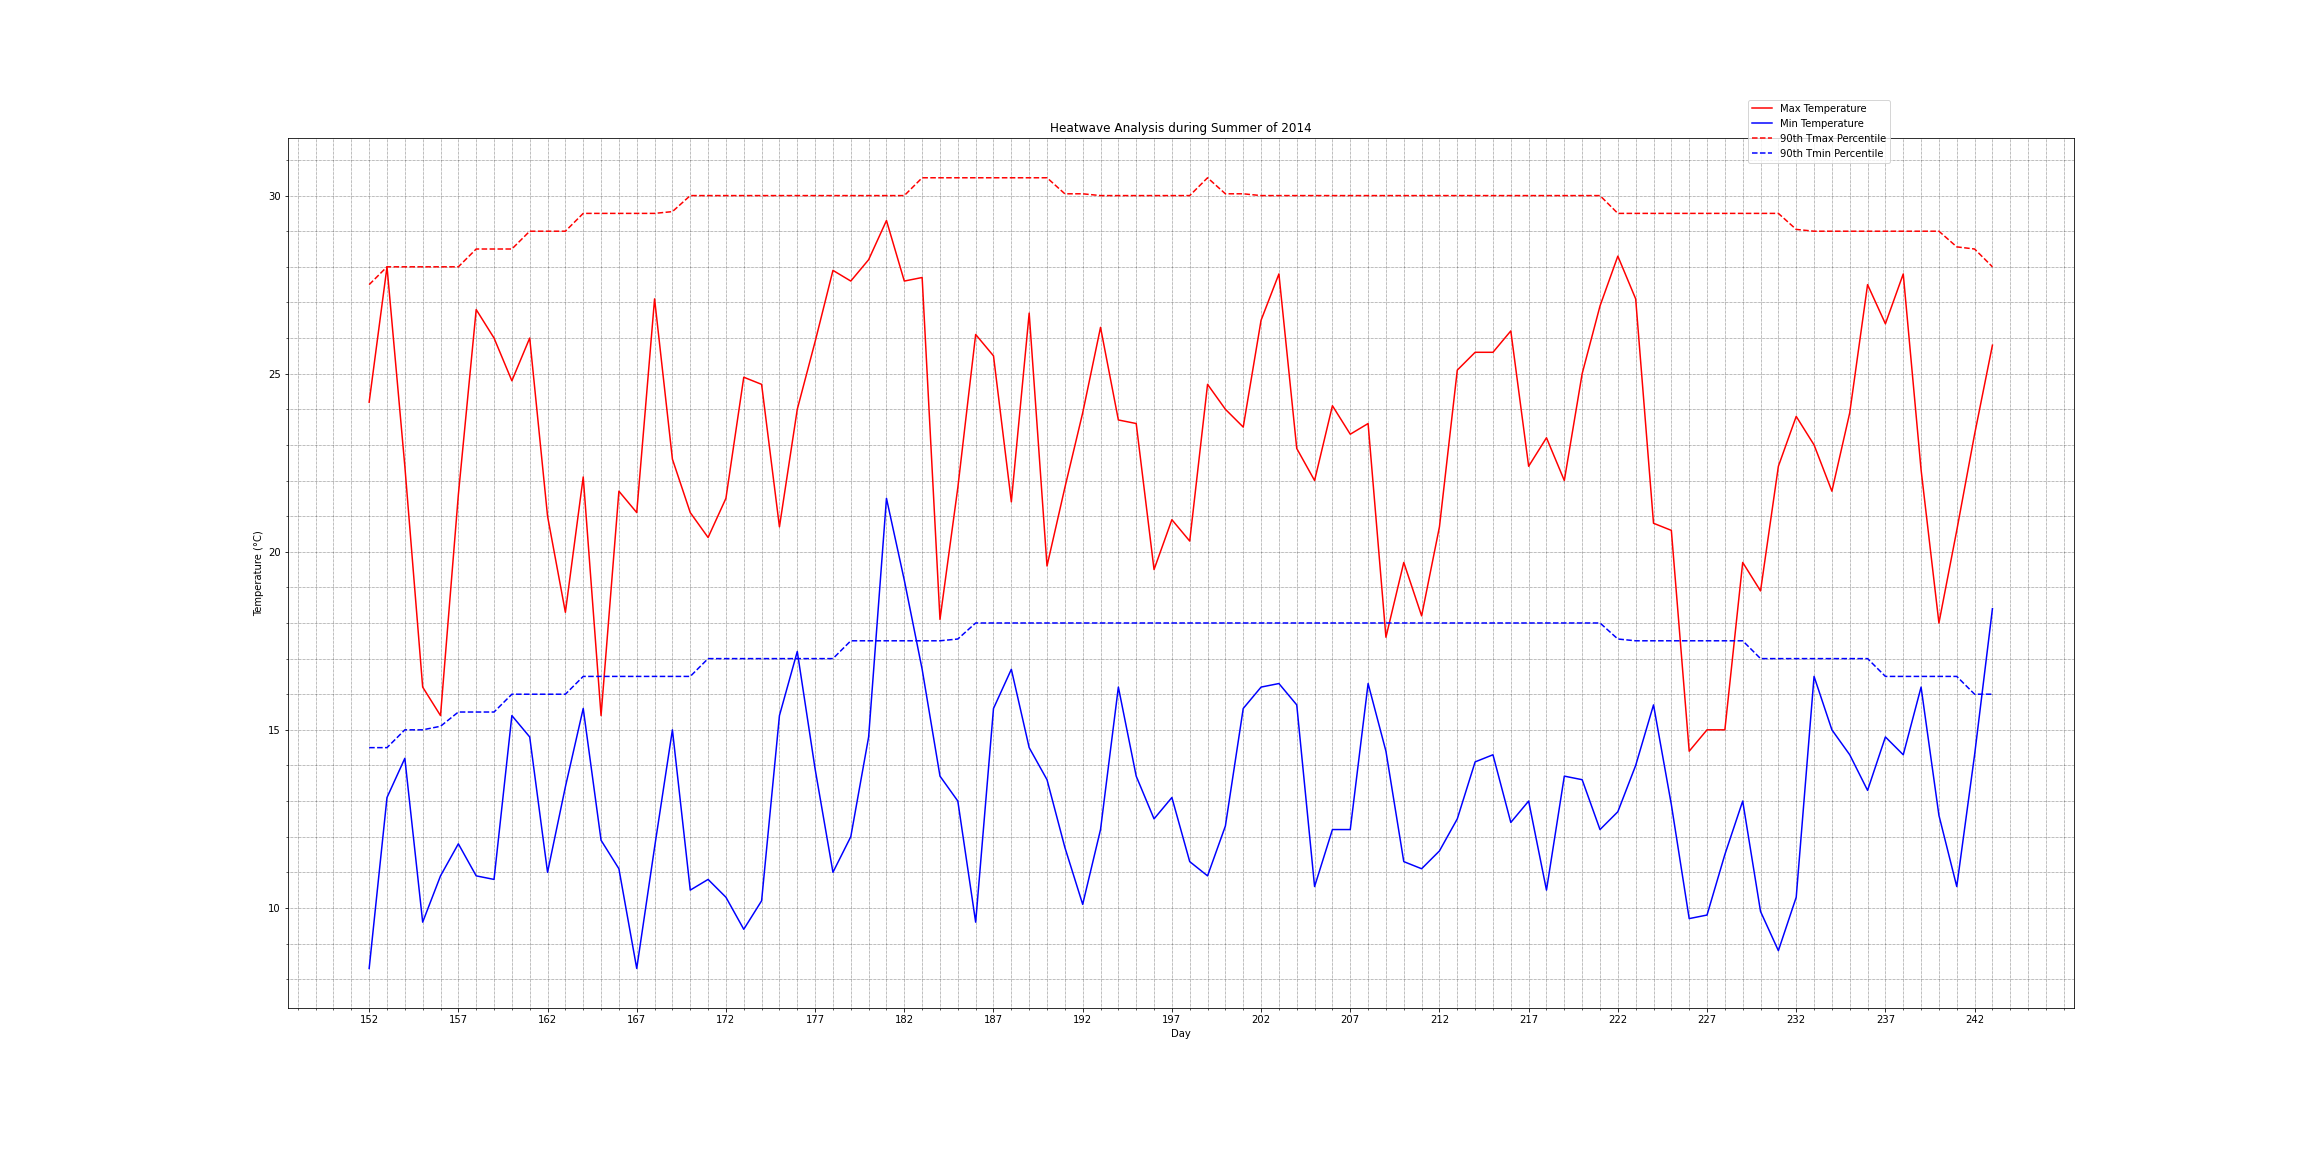 Max Temperature
Min Temperature
90th Tmax Percentile
90th Tmin Percentile
Heatwave Analysis during Summer of 2014
30
25
20
15
10
Temperature (°C)
152 157 162 167 172 177 182 187 192 197 202 207 212 217 222 227 232 237 242
Day